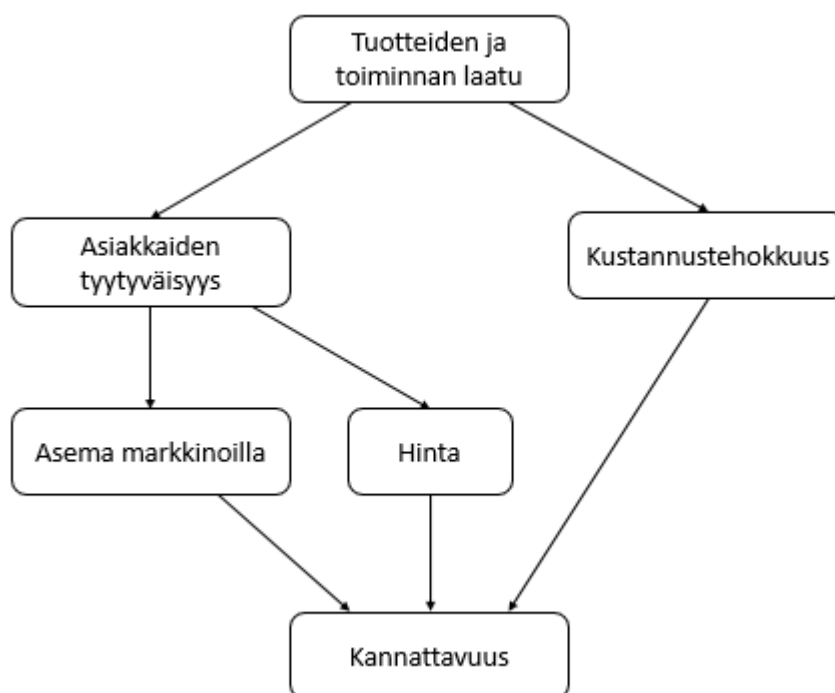 Tuotteiden ja
toiminnan laatu
Asiakkaiden
tyytyväisyys
Kustannustehokkuus
Asema markkinoilla
Hinta
Kannattavuus